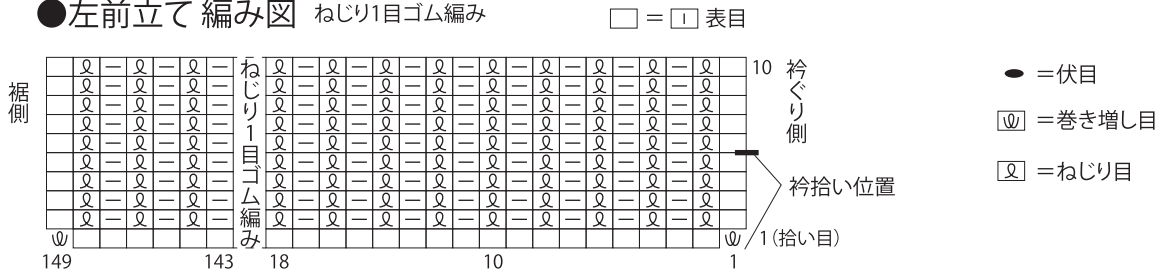 ●左前立て 編み図 ねじり1目ゴム編み
□=｜表目
裾側
ねじり1目ゴム編み
10
衿ぐり側
衿拾い位置
1(拾い目)
149 143 18 10 1
=伏目
=巻き増し目
=ねじり目